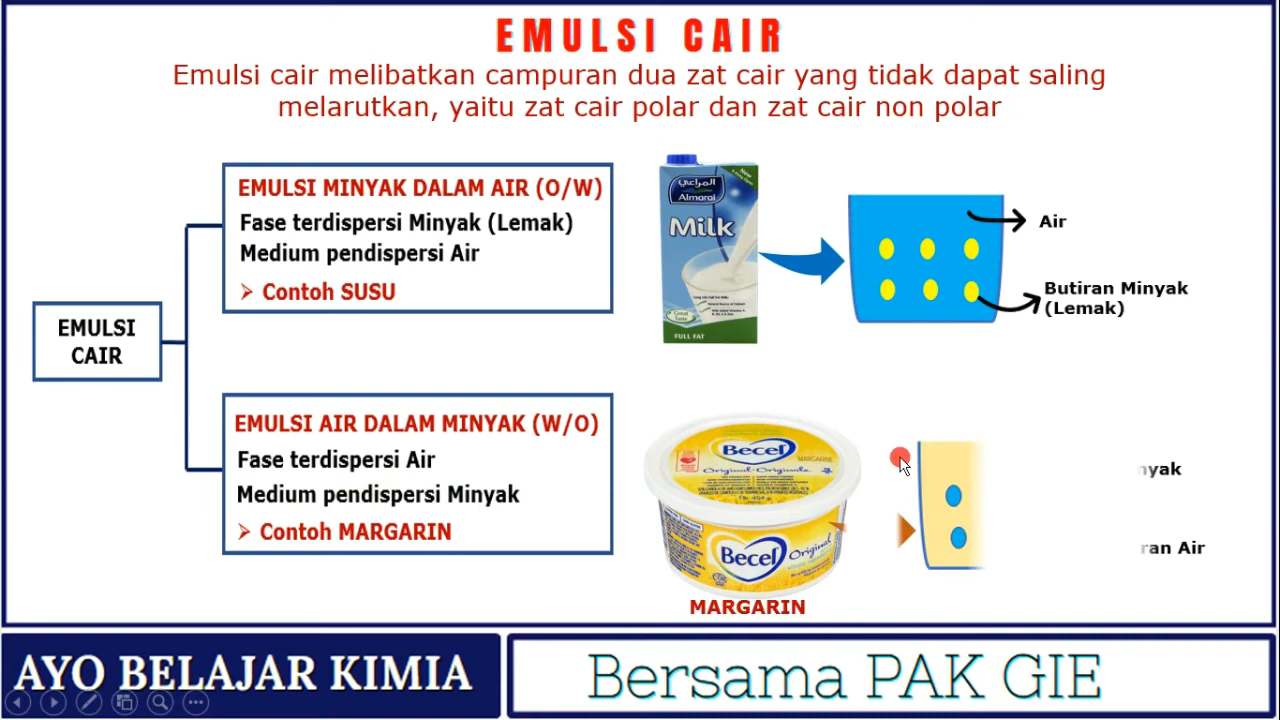 EMULSI CAIR
Emulsi cair melibatkan campuran dua zat cair yang tidak dapat saling
melarutkan, yaitu zat cair polar dan zat cair non polar
EMULSI
CAIR
EMULSI MINYAK DALAM AIR (O/W)
Fase terdispersi Minyak (Lemak)
Medium pendispersi Air
➢ Contoh SUSU
المراعي
Almarai
Milk
FULL FAT
Air
Butiran Minyak
(Lemak)
EMULSI AIR DALAM MINYAK (W/O)
Fase terdispersi Air
Medium pendispersi Minyak
➢ Contoh MARGARIN
Becel
MARGARINE
Original · Originale
Becel
Original
MARGARIN
nyak
ran Air
AYO BELAJAR KIMIA
Bersama PAK GIE